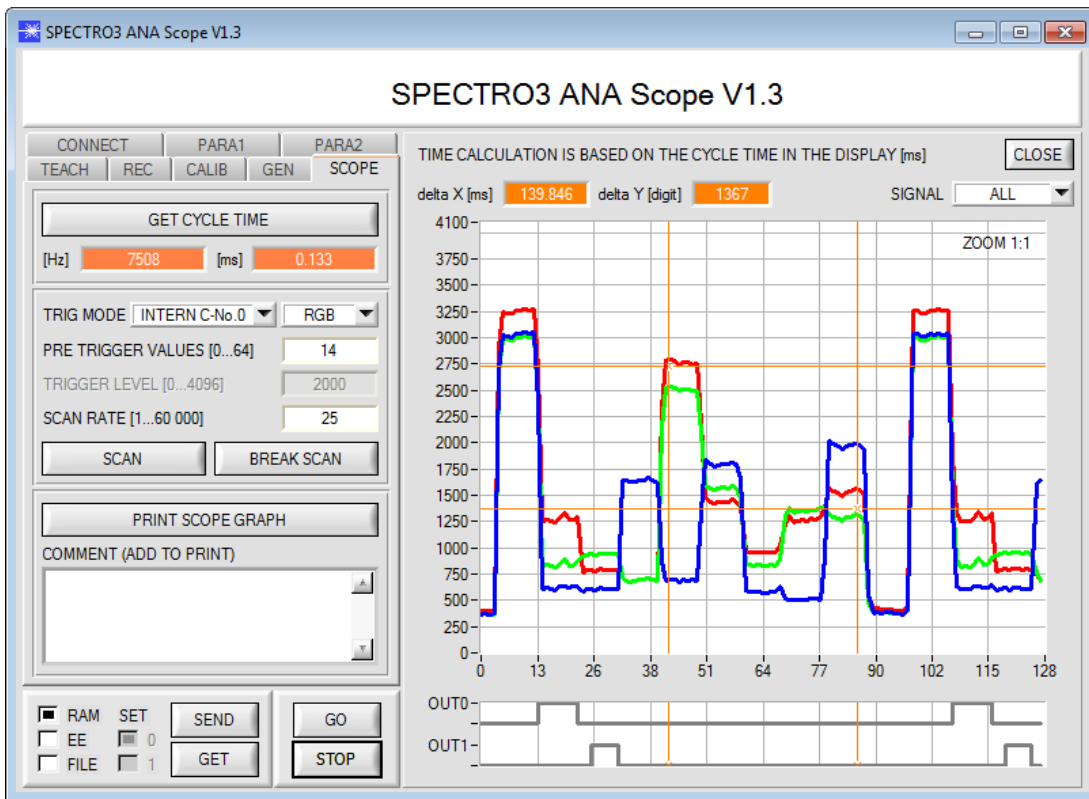 SPECTRO3 ANA Scope V1.3
SPECTRO3 ANA Scope V1.3
CONNECT PARA1 PARA2
TEACH REC CALIB GEN SCOPE
GET CYCLE TIME
[Hz] 7508 [ms] 0.133
TRIG MODE INTERN C-No.0 RGB
PRE TRIGGER VALUES [0...64] 14
TRIGGER LEVEL [0...4096] 2000
SCAN RATE [1...60 000] 25
SCAN BREAK SCAN
PRINT SCOPE GRAPH
COMMENT (ADD TO PRINT)
RAM SET SEND GO
EE 0
FILE 1 GET STOP
TIME CALCULATION IS BASED ON THE CYCLE TIME IN THE DISPLAY [ms] CLOSE
delta X [ms] 139.846 delta Y [digit] 1367 SIGNAL ALL
4100
ZOOM 1:1
3750
3500
3250
3000
2750
2500
2250
2000
1750
1500
1250
1000
750
500
250
0
0 13 26 38 51 64 77 90 102 115 128
OUT0
OUT1